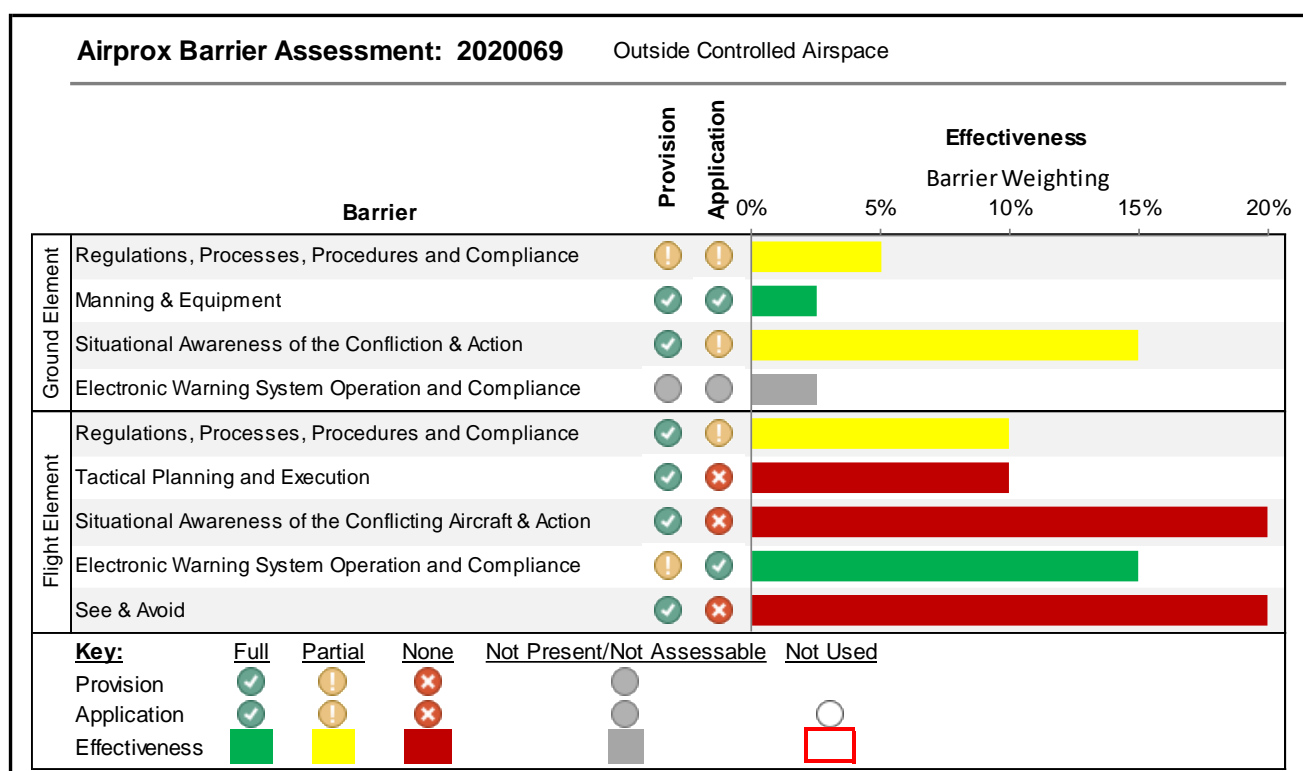 Airprox Barrier Assessment: 2020069 Outside Controlled Airspace
Barrier Provision Application Effectiveness
Barrier Weighting
0% 5% 10% 15% 20%
Ground Element
Regulations, Processes, Procedures and Compliance
Manning & Equipment
Situational Awareness of the Confliction & Action
Electronic Warning System Operation and Compliance
Flight Element
Regulations, Processes, Procedures and Compliance
Tactical Planning and Execution
Situational Awareness of the Conflicting Aircraft & Action
Electronic Warning System Operation and Compliance
See & Avoid
Key: Full Partial None Not Present/Not Assessable Not Used
Provision
Application
Effectiveness